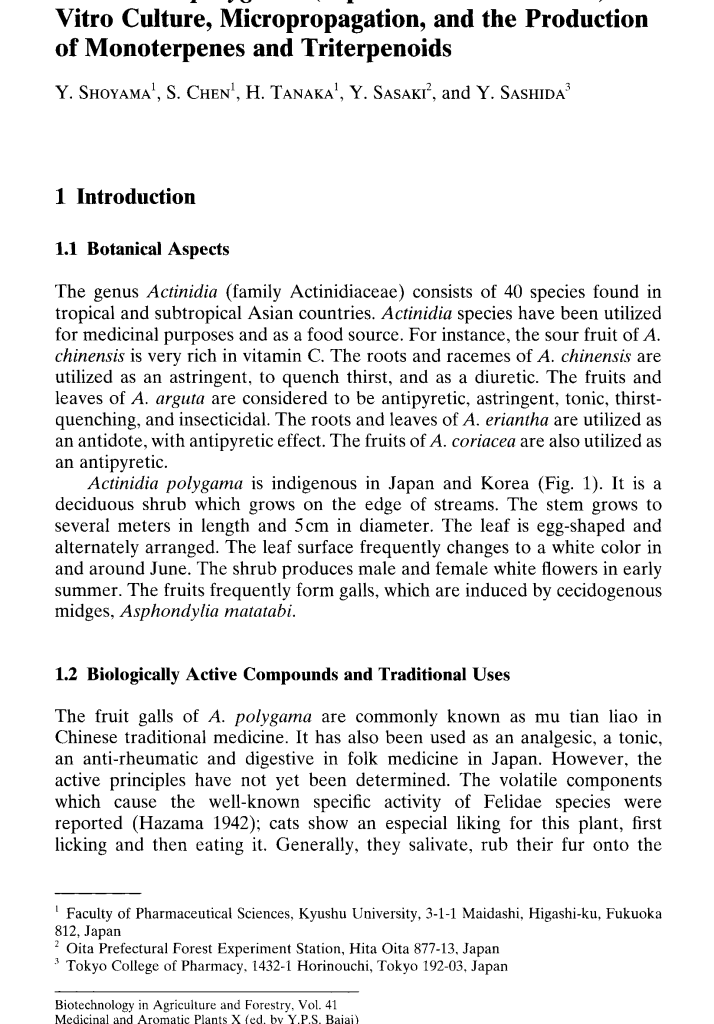 Vitro Culture, Micropropagation, and the Production
of Monoterpenes and Triterpenoids
Y. Shoyama¹, S. Chen¹, H. Tanaka¹, Y. Sasaki², and Y. Sashida³
1 Introduction
1.1 Botanical Aspects
The genus Actinidia (family Actinidiaceae) consists of 40 species found in
tropical and subtropical Asian countries. Actinidia species have been utilized
for medicinal purposes and as a food source. For instance, the sour fruit of A.
chinensis is very rich in vitamin C. The roots and racemes of A. chinensis are
utilized as an astringent, to quench thirst, and as a diuretic. The fruits and
leaves of A. arguta are considered to be antipyretic, astringent, tonic, thirst-
quenching, and insecticidal. The roots and leaves of A. eriantha are utilized as
an antidote, with antipyretic effect. The fruits of A. coriacea are also utilized as
an antipyretic.
Actinidia polygama is indigenous in Japan and Korea (Fig. 1). It is a
deciduous shrub which grows on the edge of streams. The stem grows to
several meters in length and 5 cm in diameter. The leaf is egg-shaped and
alternately arranged. The leaf surface frequently changes to a white color in
and around June. The shrub produces male and female white flowers in early
summer. The fruits frequently form galls, which are induced by cecidogenous
midges, Asphondylia matatabi.
1.2 Biologically Active Compounds and Traditional Uses
The fruit galls of A. polygama are commonly known as mu tian liao in
Chinese traditional medicine. It has also been used as an analgesic, a tonic,
an anti-rheumatic and digestive in folk medicine in Japan. However, the
active principles have not yet been determined. The volatile components
which cause the well-known specific activity of Felidae species were
reported (Hazama 1942); cats show an especial liking for this plant, first
licking and then eating it. Generally, they salivate, rub their fur onto the
¹ Faculty of Pharmaceutical Sciences, Kyushu University, 3-1-1 Maidashi, Higashi-ku, Fukuoka
812, Japan
² Oita Prefectural Forest Experiment Station, Hita Oita 877-13, Japan
³ Tokyo College of Pharmacy, 1432-1 Horinouchi, Tokyo 192-03, Japan
Biotechnology in Agriculture and Forestry, Vol. 41
Medicinal and Aromatic Plants X (ed. by Y.P.S. Bajaj)